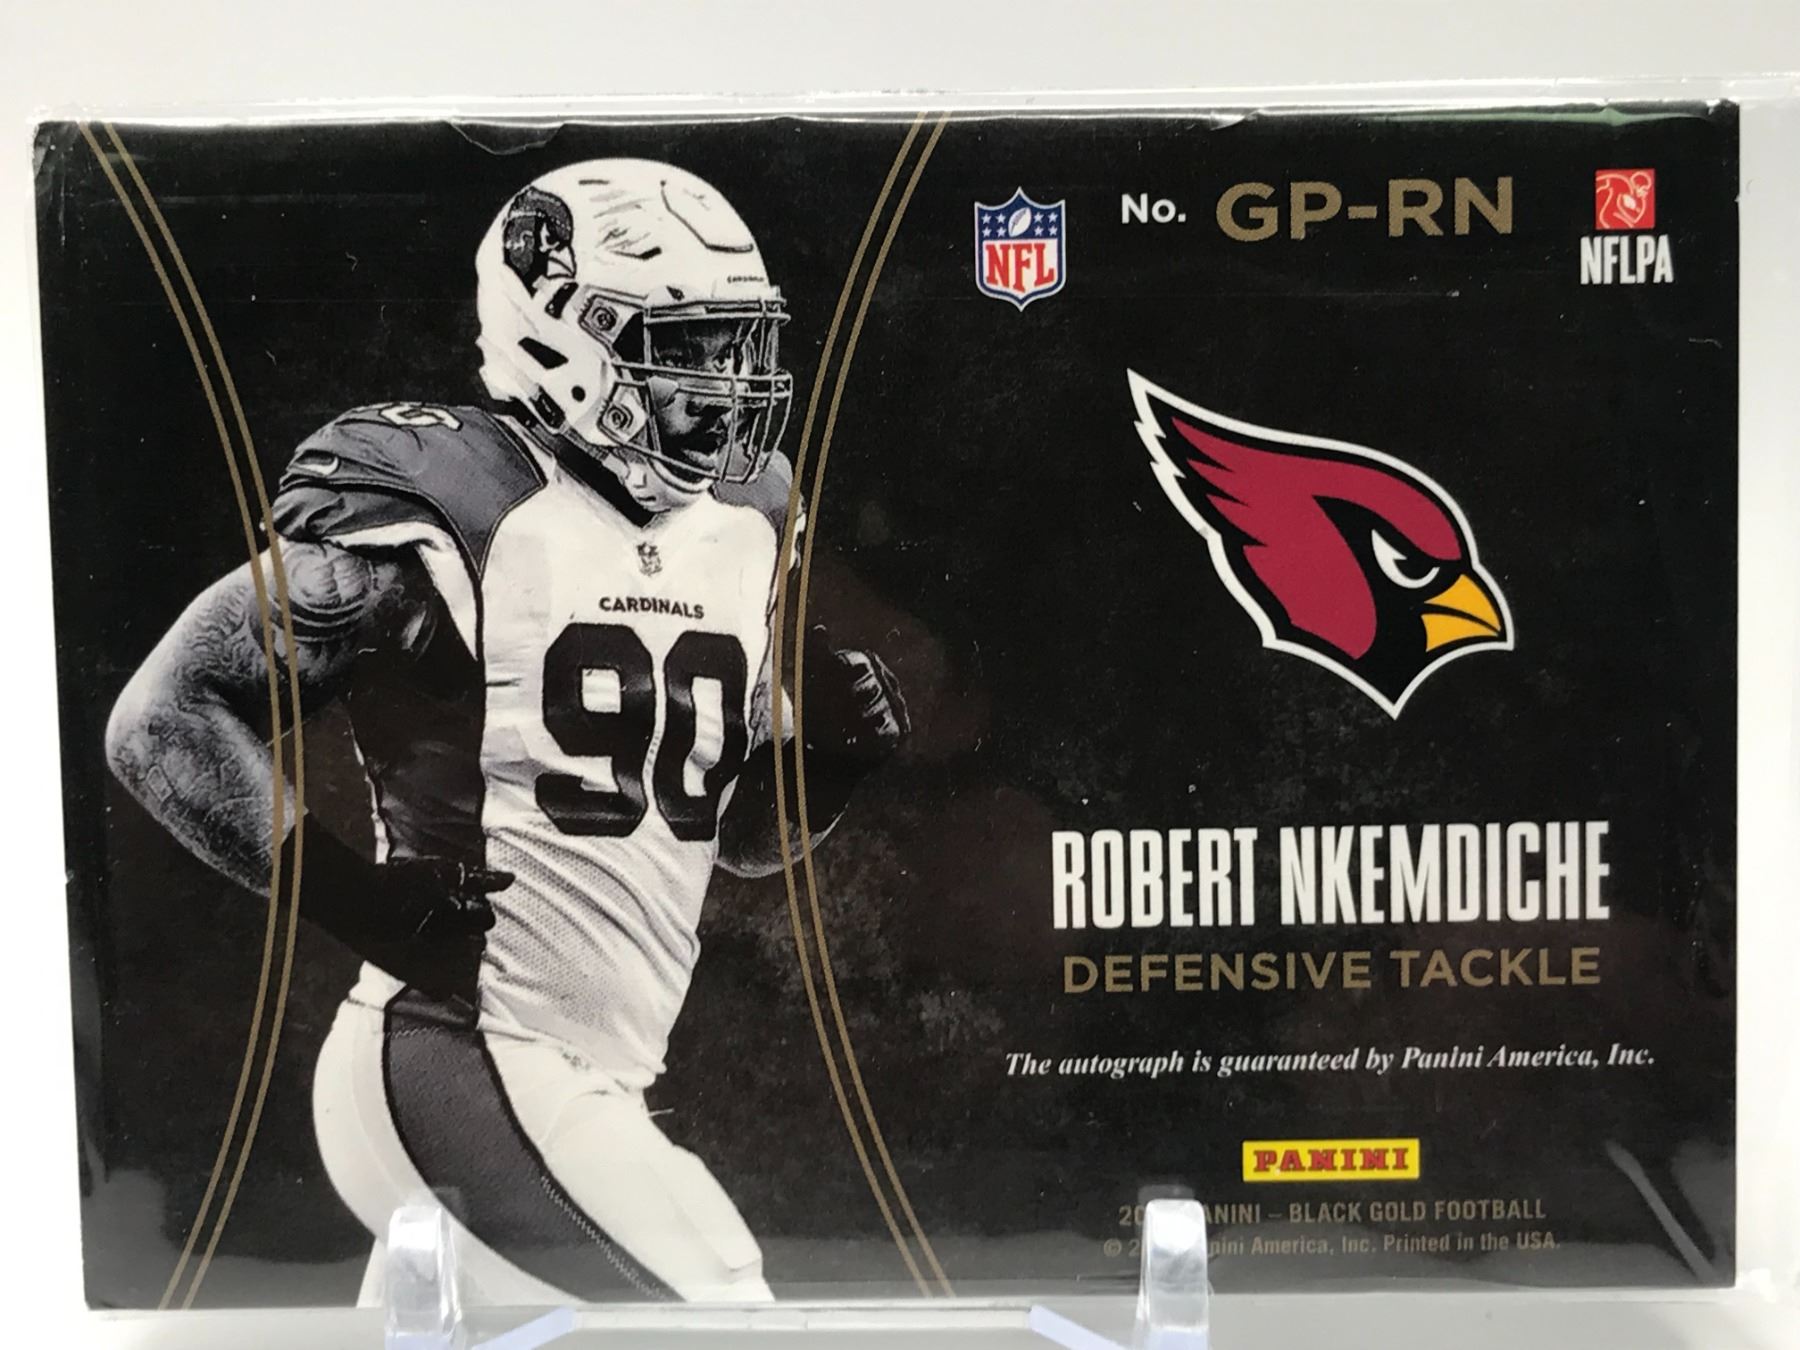 No. GP-RN
NFL
NFLPA
CARDINALS
90
ROBERT NKEMDICHE
DEFENSIVE TACKLE
The autograph is guaranteed by Panini America, Inc.
PANINI
– BLACK GOLD FOOTBALL
America, Inc. Printed in the USA.